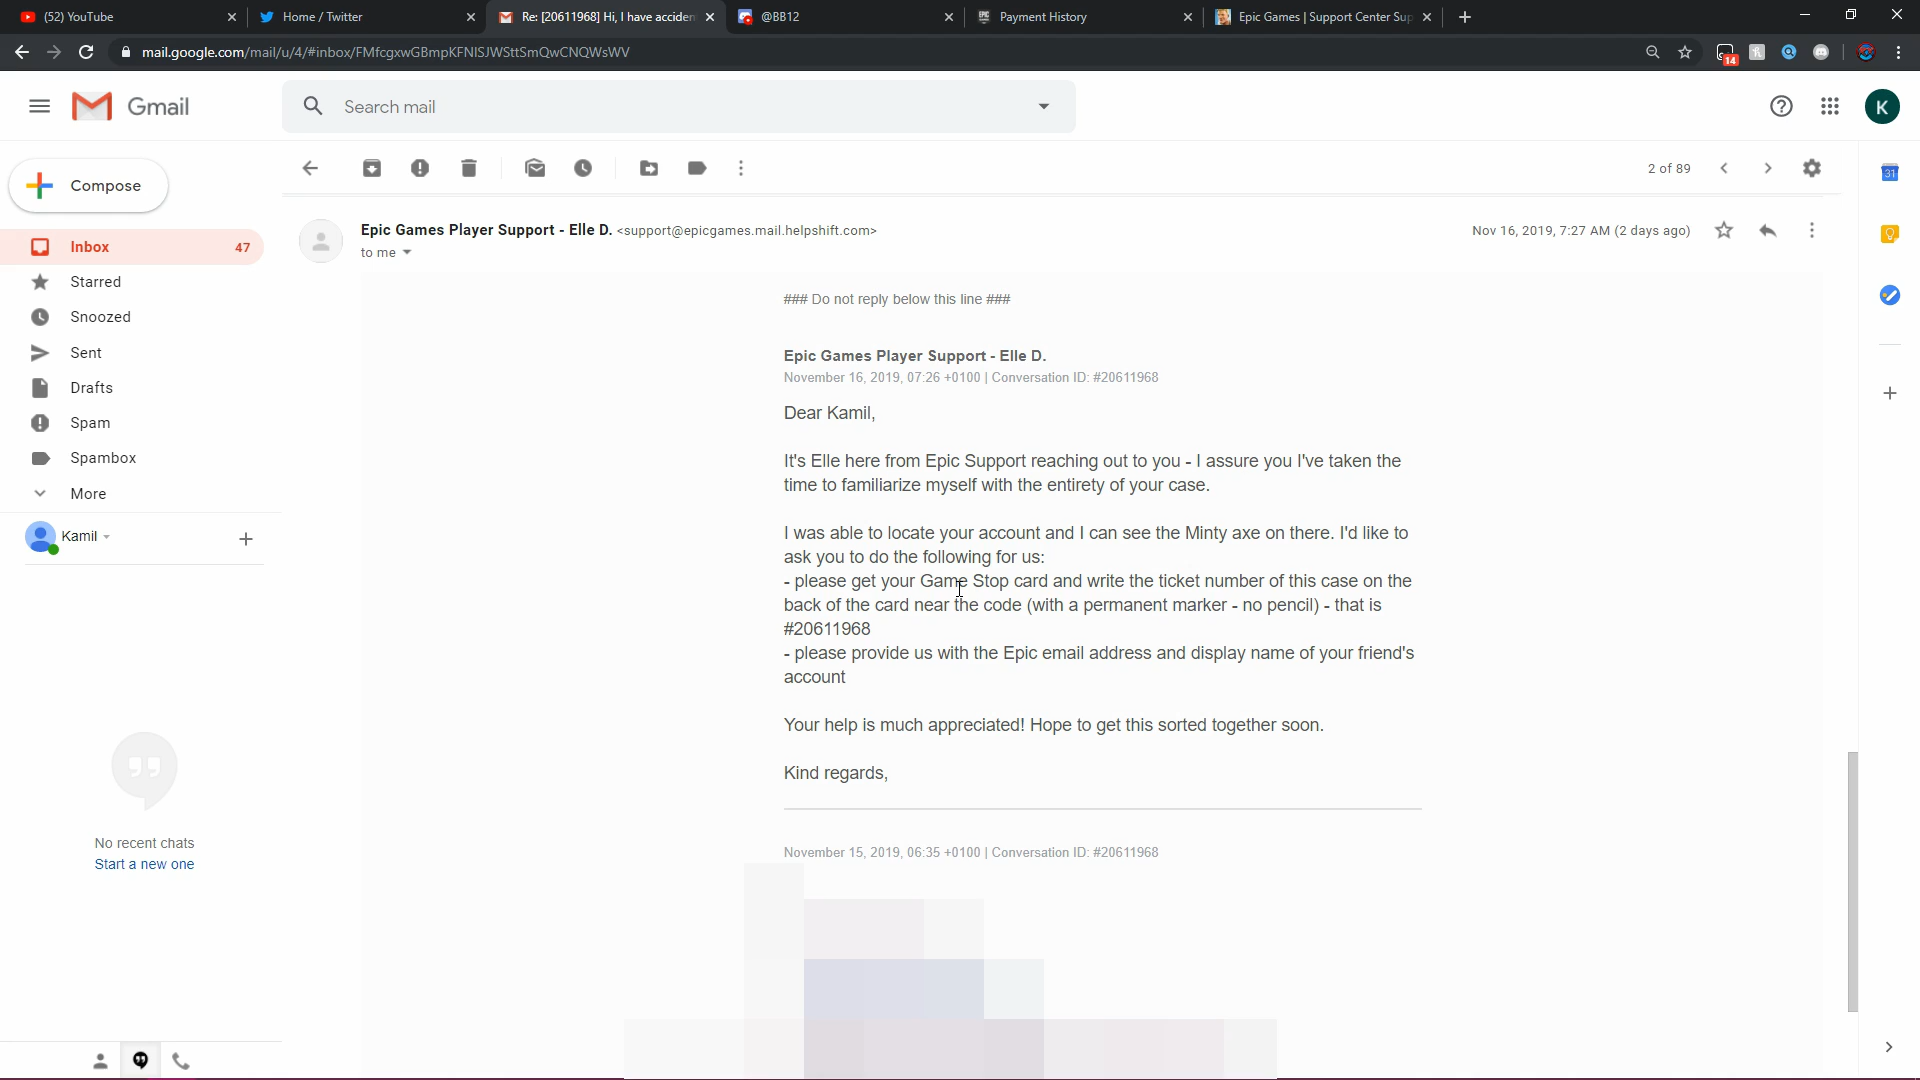 (52) YouTube
Home / Twitter
Re: [20611968] Hi, I have acciden
@BB12
Payment History
Epic Games | Support Center Sup
mail.google.com/mail/u/4/#inbox/FMfcgxwGBmpKFNlSJWSttSmQwCNQWsWV
14
Gmail
Search mail
K
Compose
2 of 89
31
Inbox 47
Starred
Snoozed
Sent
Drafts
Spam
Spambox
More
Kamil
No recent chats
Start a new one
Epic Games Player Support - Elle D. <support@epicgames.mail.helpshift.com>
Nov 16, 2019, 7:27 AM (2 days ago)
to me
### Do not reply below this line ###
Epic Games Player Support - Elle D.
November 16, 2019, 07:26 +0100 | Conversation ID: #20611968
Dear Kamil,
It's Elle here from Epic Support reaching out to you - I assure you I've taken the
time to familiarize myself with the entirety of your case.
I was able to locate your account and I can see the Minty axe on there. I'd like to
ask you to do the following for us:
- please get your Game Stop card and write the ticket number of this case on the
back of the card near the code (with a permanent marker - no pencil) - that is
#20611968
- please provide us with the Epic email address and display name of your friend's
account
Your help is much appreciated! Hope to get this sorted together soon.
Kind regards,
November 15, 2019, 06:35 +0100 | Conversation ID: #20611968